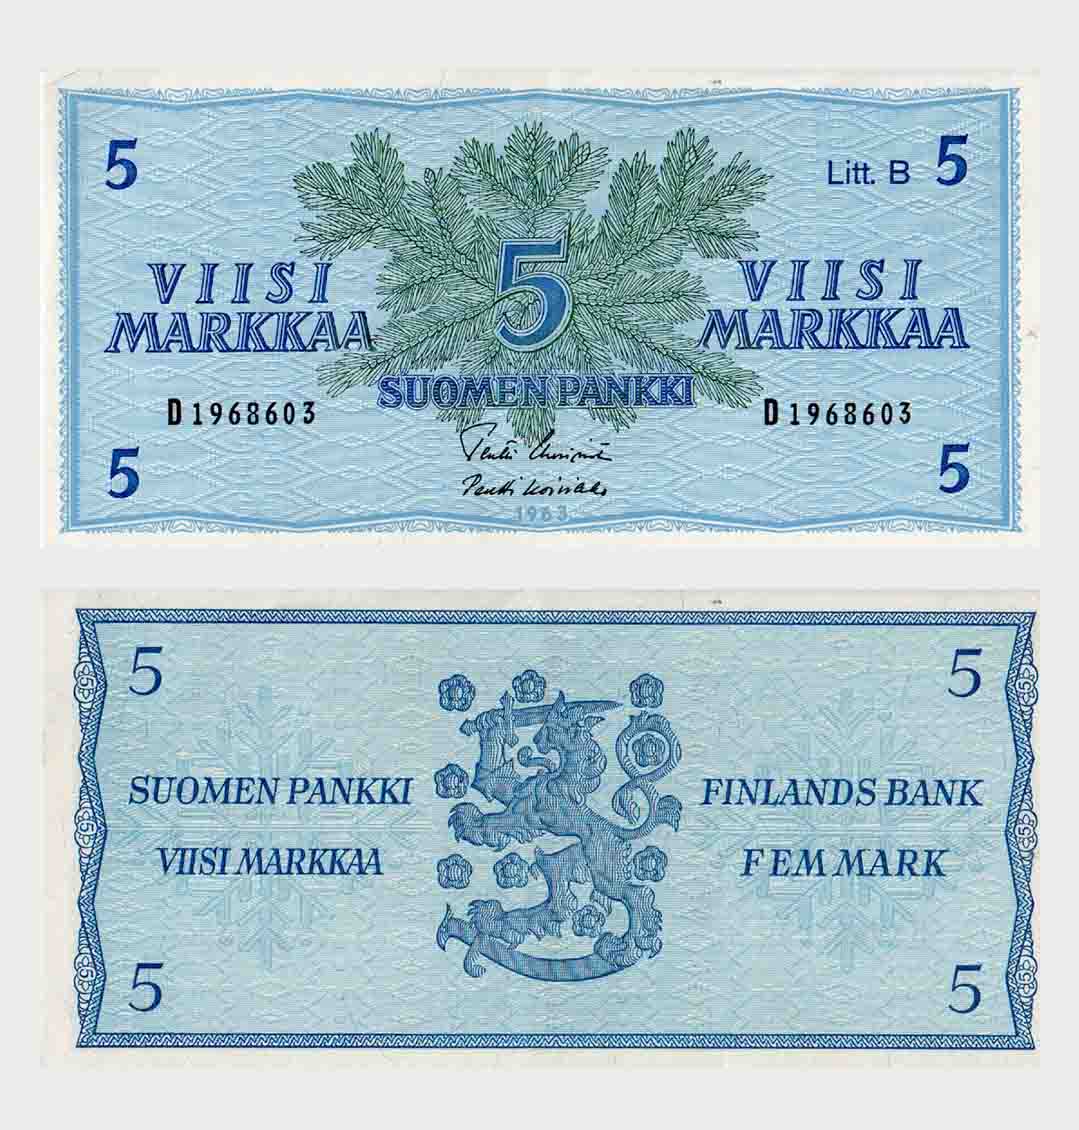 5 Litt. B 5
VIISI VIISI
MARKKAA 5 MARKKAA
SUOMEN PANKKI
D1968603 D1968603
5 5
1963
5 5
SUOMEN PANKKI FINLANDS BANK
VIISI MARKKAA FEM MARK
5 5